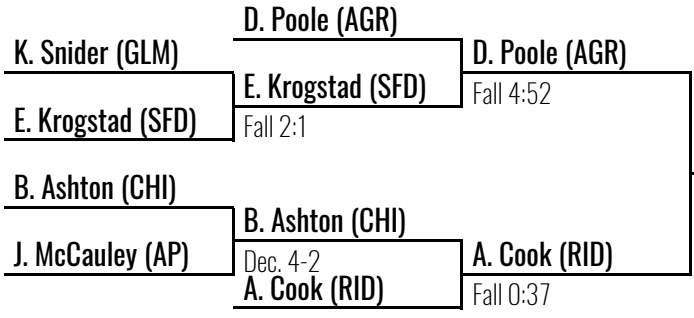 D. Poole (AGR)
K. Snider (GLM)
D. Poole (AGR)
E. Krogstad (SFD)
Fall 4:52
E. Krogstad (SFD)
Fall 2:1
B. Ashton (CHI)
B. Ashton (CHI)
J. McCauley (AP)
Dec. 4-2
A. Cook (RID)
A. Cook (RID)
Fall 0:37